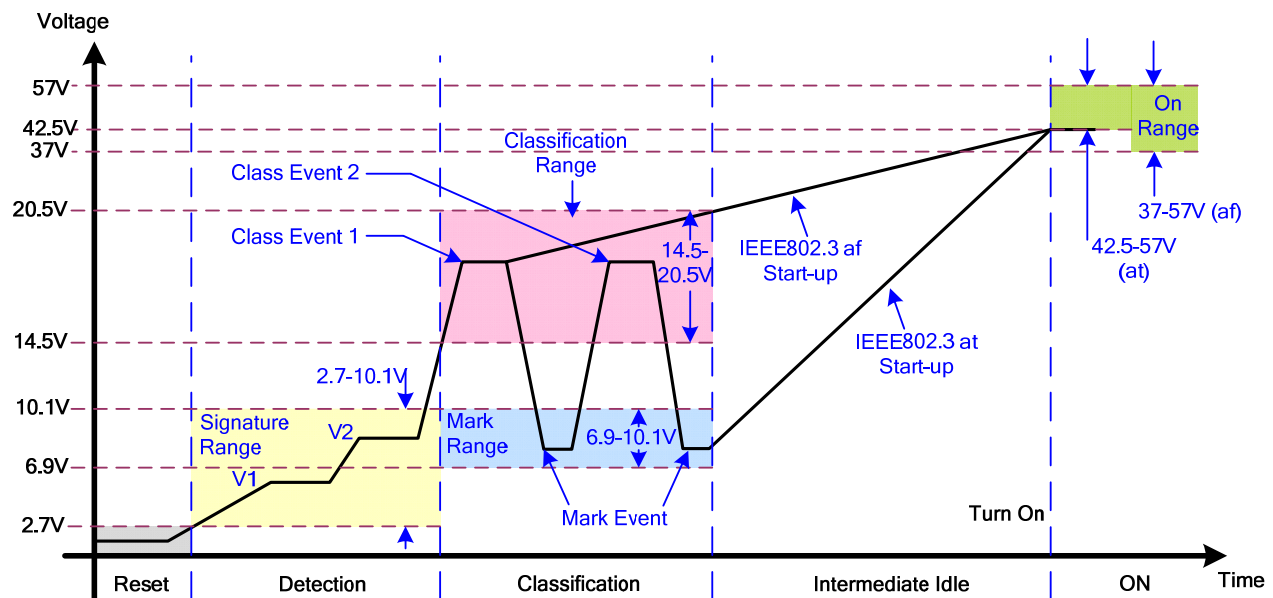 Voltage
57V
42.5V
37V
20.5V
14.5V
10.1V
6.9V
2.7V
On
Range
Classification
Range
Class Event 2
Class Event 1
14.5-
20.5V
IEEE802.3 af
Start-up
37-57V (af)
42.5-57V
(at)
IEEE802.3 at
Start-up
2.7-10.1V
Signature
Range
V2
V1
Mark
Range
6.9-10.1V
Mark Event
Turn On
Reset
Detection
Classification
Intermediate Idle
ON
Time